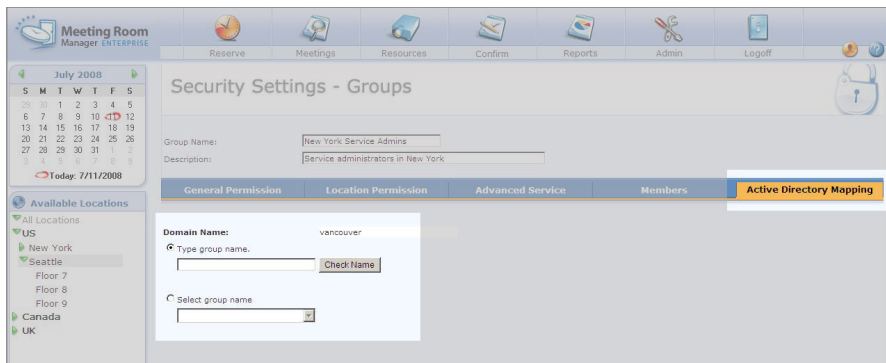 Meeting Room
Manager ENTERPRISE
Reserve
Meetings
Resources
Confirm
Reports
Admin
Logoff
July 2008
S M T W T F S
29 30 1 2 3 4 5
6 7 8 9 10 11 12
13 14 15 16 17 18 19
20 21 22 23 24 25 26
27 28 29 30 31 1 2
3 4 5 6 7 8 9
Today: 7/11/2008
Available Locations
All Locations
US
New York
Seattle
Floor 7
Floor 8
Floor 9
Canada
UK
Security Settings - Groups
Group Name: New York Service Admins
Description: Service administrators in New York
General Permission
Location Permission
Advanced Service
Members
Active Directory Mapping
Domain Name: vancouver
Type group name.
Check Name
Select group name